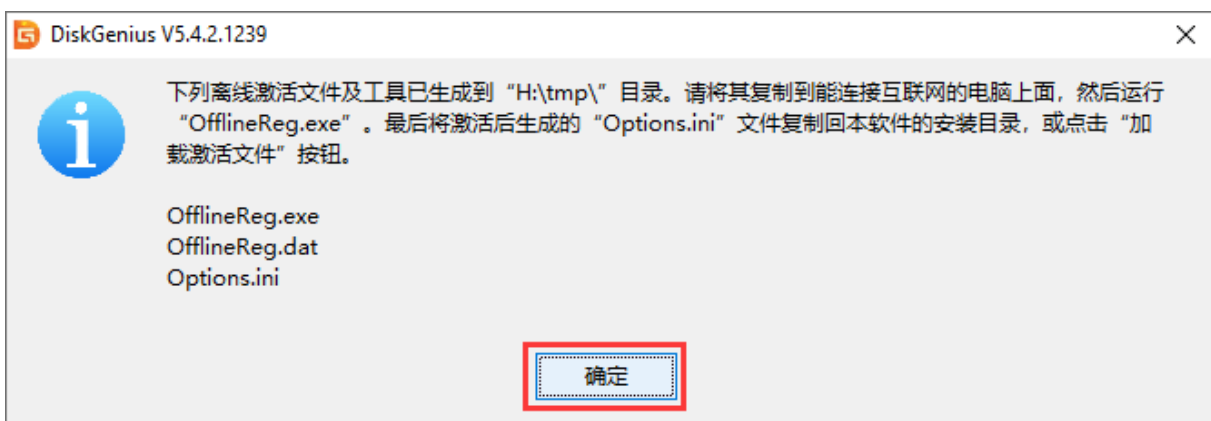 DiskGenius V5.4.2.1239
下列离线激活文件及工具已生成到“H:\tmp\”目录。请将其复制到能连接互联网的电脑上面，然后运行
“OfflineReg.exe”。最后将激活后生成的“Options.ini”文件复制回本软件的安装目录，或点击“加
载激活文件”按钮。
OfflineReg.exe
OfflineReg.dat
Options.ini
确定